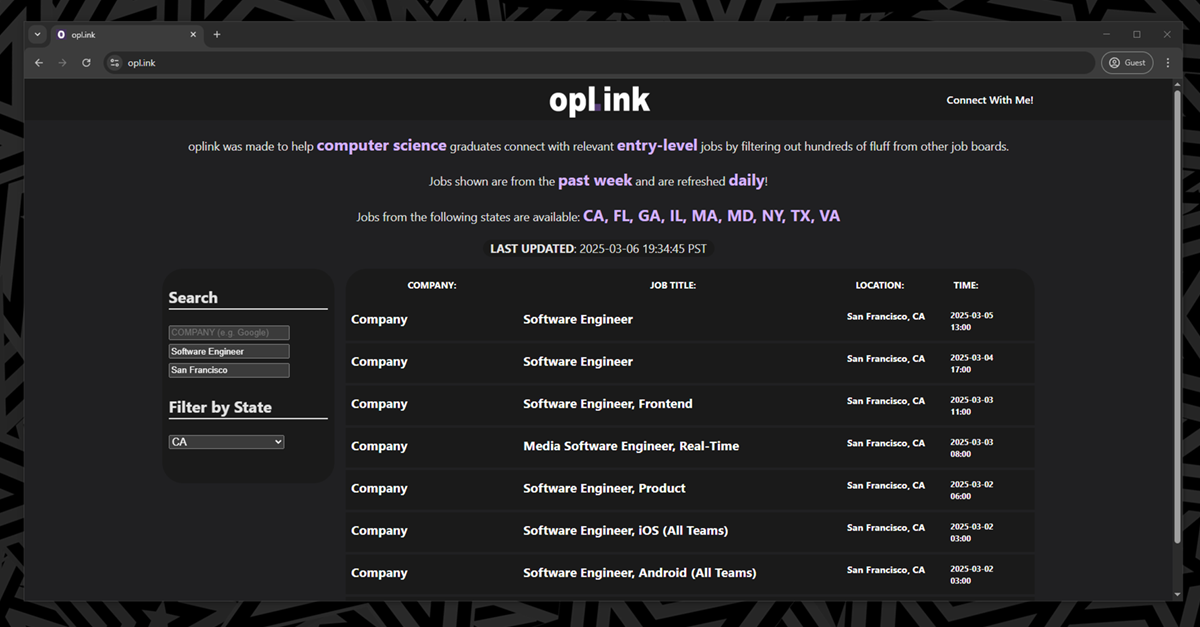 opl.ink
opl.ink
Guest
opl.ink
Connect With Me!
oplink was made to help computer science graduates connect with relevant entry-level jobs by filtering out hundreds of fluff from other job boards.
Jobs shown are from the past week and are refreshed daily!
Jobs from the following states are available: CA, FL, GA, IL, MA, MD, NY, TX, VA
LAST UPDATED: 2025-03-06 19:34:45 PST
Search
COMPANY (e.g. Google)
Software Engineer
San Francisco
Filter by State
CA
COMPANY: JOB TITLE: LOCATION: TIME:
Company Software Engineer San Francisco, CA 2025-03-05
13:00
Company Software Engineer San Francisco, CA 2025-03-04
17:00
Company Software Engineer, Frontend San Francisco, CA 2025-03-03
11:00
Company Media Software Engineer, Real-Time San Francisco, CA 2025-03-03
08:00
Company Software Engineer, Product San Francisco, CA 2025-03-02
06:00
Company Software Engineer, iOS (All Teams) San Francisco, CA 2025-03-02
03:00
Company Software Engineer, Android (All Teams) San Francisco, CA 2025-03-02
03:00